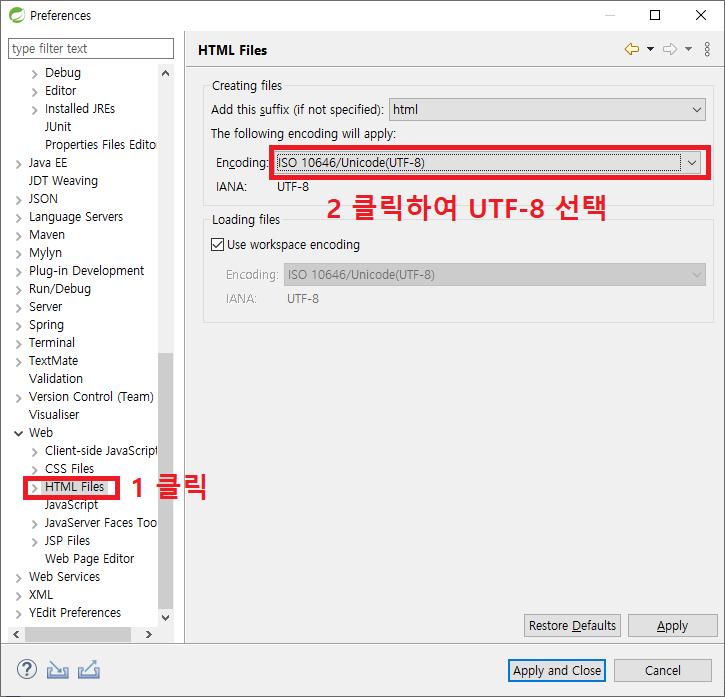 Preferences
type filter text
Debug
Editor
Installed JREs
JUnit
Properties Files Editor
Java EE
JDT Weaving
JSON
Language Servers
Maven
Mylyn
Plug-in Development
Run/Debug
Server
Spring
Terminal
TextMate
Validation
Version Control (Team)
Visualiser
Web
Client-side JavaScript
CSS Files
HTML Files
1 클릭
JavaScript
JavaServer Faces Too
JSP Files
Web Page Editor
Web Services
XML
YEdit Preferences
HTML Files
Creating files
Add this suffix (if not specified): html
The following encoding will apply:
Encoding: ISO 10646/Unicode(UTF-8)
IANA: UTF-8
2 클릭하여 UTF-8 선택
Loading files
Use workspace encoding
Encoding: ISO 10646/Unicode(UTF-8)
IANA: UTF-8
Restore Defaults
Apply
Apply and Close
Cancel